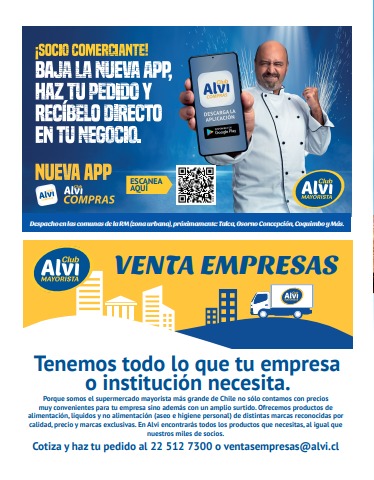 ¡SOCIO COMERCIANTE!
BAJA LA NUEVA APP,
HAZ TU PEDIDO Y
RECÍBELO DIRECTO
EN TU NEGOCIO.
NUEVA APP
Alvi
Alvi
COMPRAS
ESCANEA
AQUÍ
Club
Alvi
DESCARGA LA
APLICACIÓN
Google Play
Club
Alvi
MAYORISTA
Despacho en las comunas de la RM (zona urbana), próximamente: Talca, Osorno Concepción, Coquimbo y Más.
Club
Alvi
MAYORISTA
VENTA EMPRESAS
Alvi
Tenemos todo lo que tu empresa
o institución necesita.
Porque somos el supermercado mayorista más grande de Chile no sólo contamos con precios
muy convenientes para tu empresa sino además con un amplio surtido. Ofrecemos productos de
alimentación, líquidos y no alimentación (aseo e higiene personal) de distintas marcas reconocidas por
calidad, precio y marcas exclusivas. En Alvi encontrarás todos los productos que necesitas, al igual que
nuestros miles de socios.
Cotiza y haz tu pedido al 22 512 7300 o ventasempresas@alvi.cl